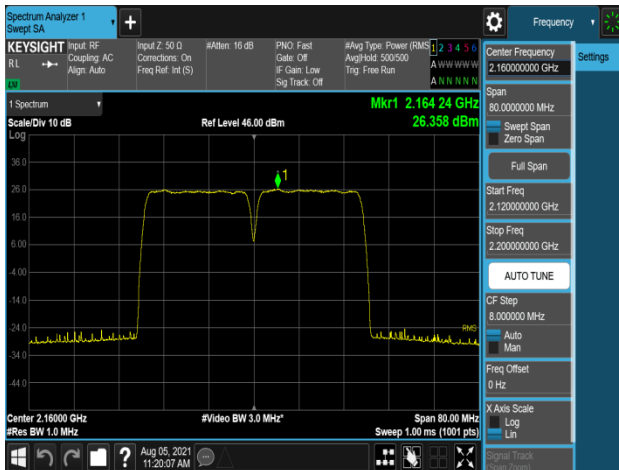 Spectrum Analyzer 1
Swept SA
Frequency
KEYSIGHT
RL
LV
Input: RF
Coupling: AC
Align: Auto
Input Z: 50 Ω
Corrections: On
Freq Ref: Int (S)
#Atten: 16 dB
PNO: Fast
Gate: Off
IF Gain: Low
Sig Track: Off
#Avg Type: Power (RMS
Avg|Hold: 500/500
Trig: Free Run
1 2 3 4 5 6
A W W W W W
A N N N N N
1 Spectrum
Scale/Div 10 dB
Ref Level 46.00 dBm
Mkr1 2.164 24 GHz
26.358 dBm
Log
36.0
26.0
16.0
6.00
-4.00
-14.0
-24.0
-34.0
-44.0
1
RMS
Center 2.16000 GHz
#Res BW 1.0 MHz
#Video BW 3.0 MHz*
Span 80.00 MHz
Sweep 1.00 ms (1001 pts)
Aug 05, 2021
11:20:07 AM
Center Frequency
2.160000000 GHz
Settings
Span
80.0000000 MHz
Swept Span
Zero Span
Full Span
Start Freq
2.120000000 GHz
Stop Freq
2.200000000 GHz
AUTO TUNE
CF Step
8.000000 MHz
Auto
Man
Freq Offset
0 Hz
X Axis Scale
Log
Lin
Signal Track
(Span Zoom)